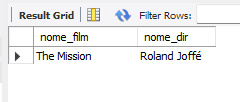 Result Grid Filter Rows:
nome_film nome_dir
The Mission Roland Joffé